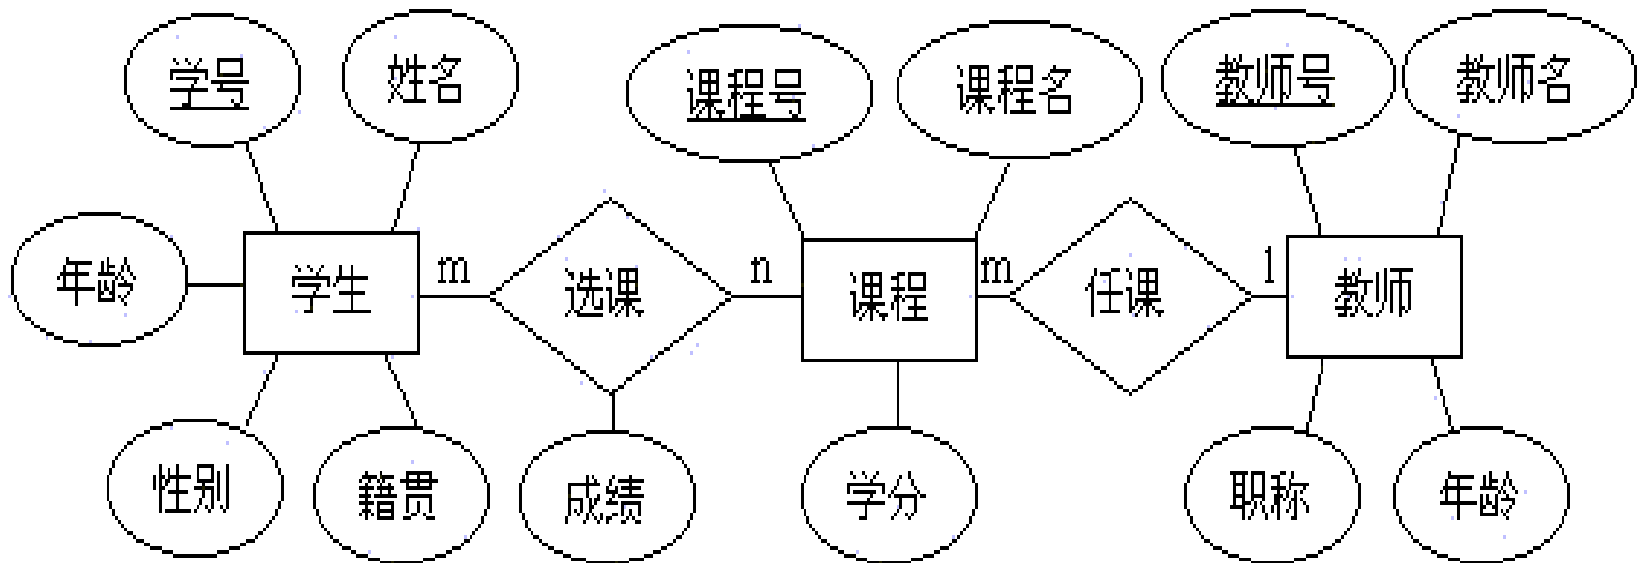 学号
姓名
课程号
课程名
教师号
教师名
年龄
学生
m
选课
n
课程
m
任课
1
教师
性别
籍贯
成绩
学分
职称
年龄